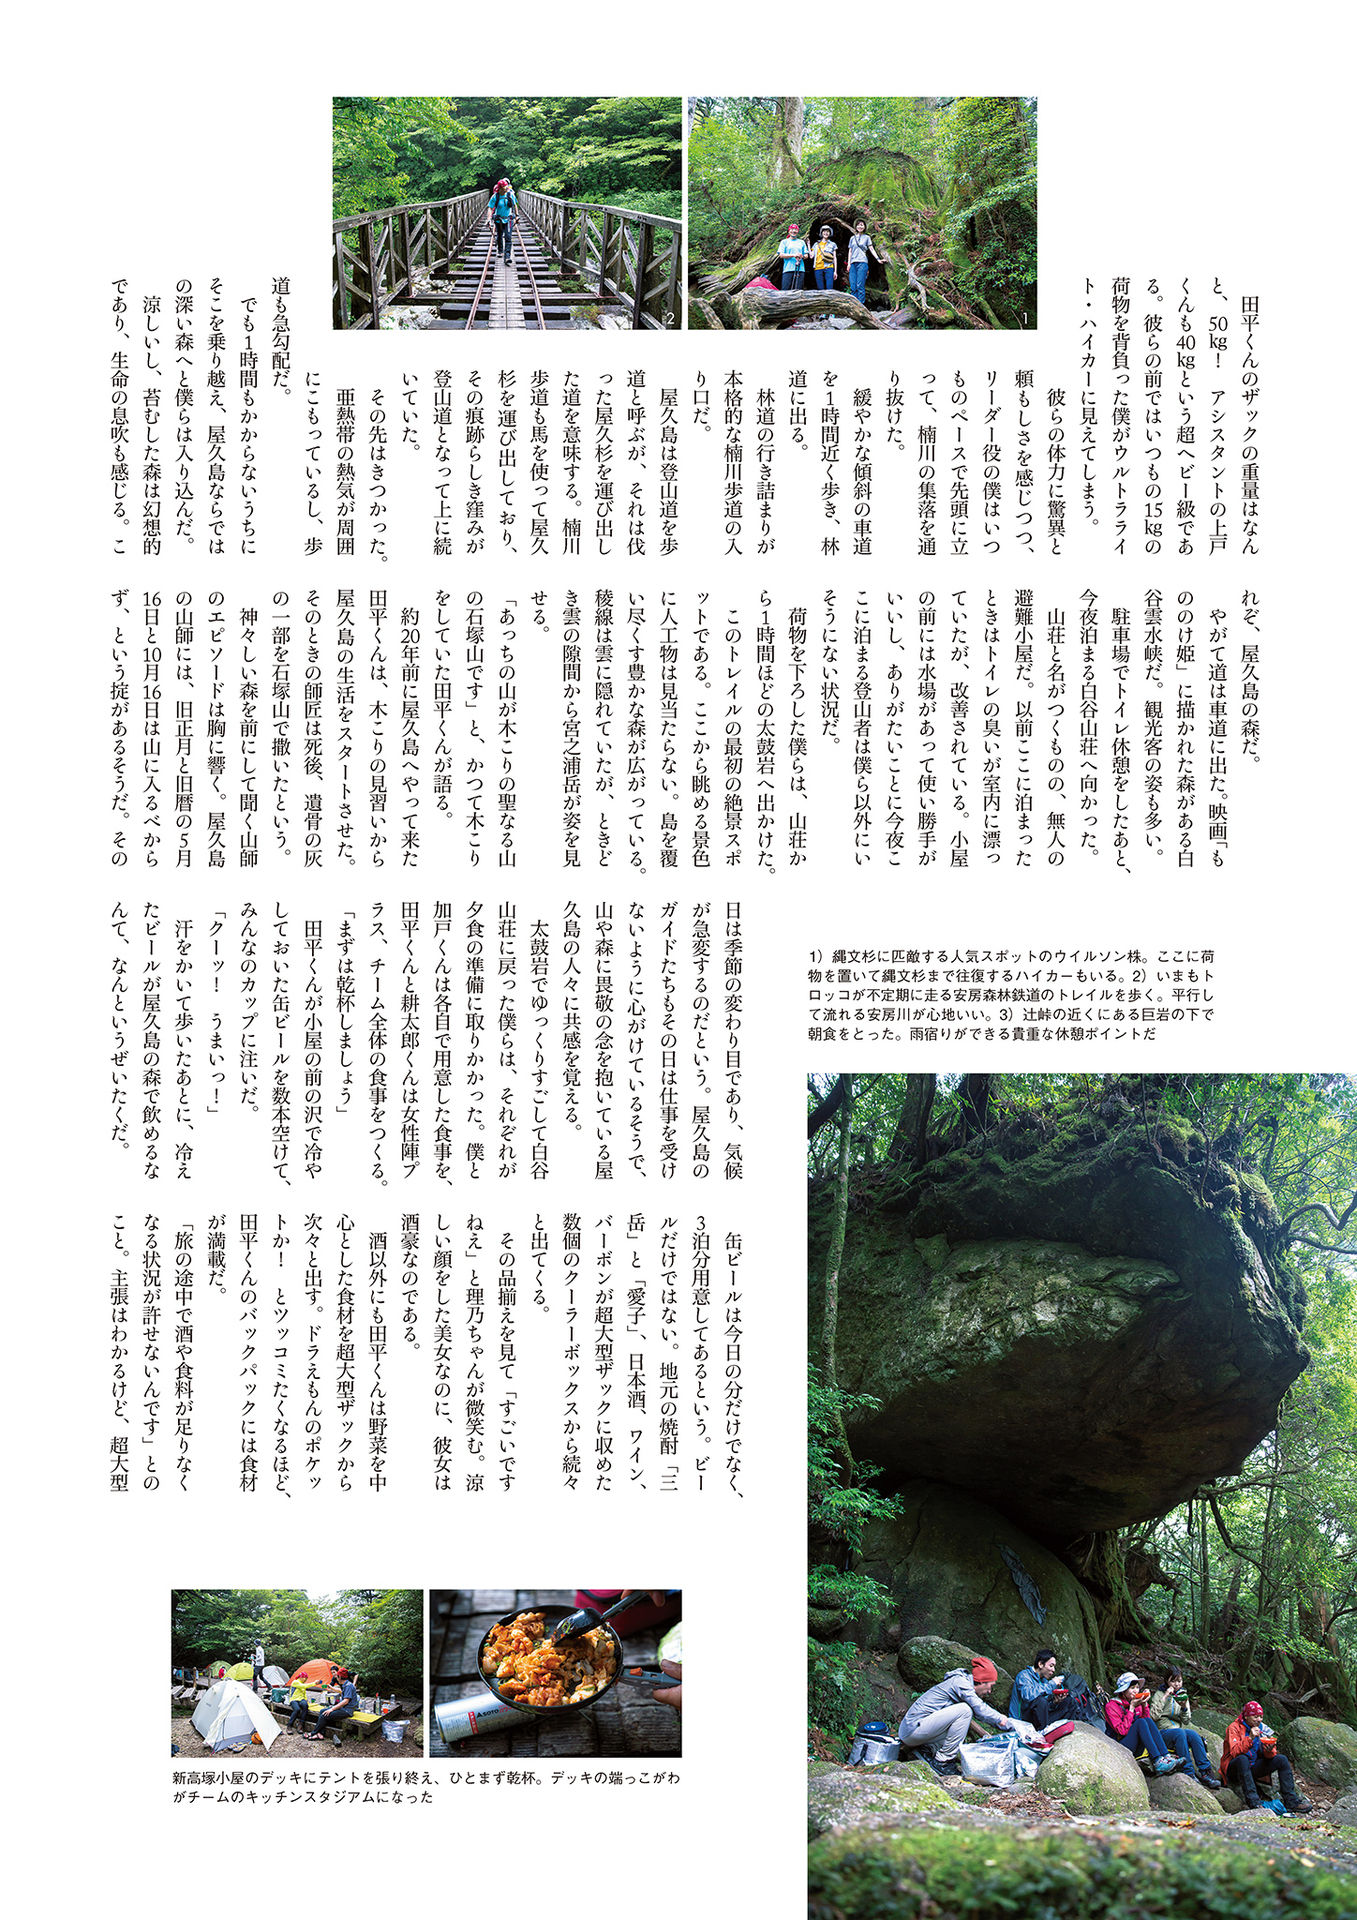 田平くんのザックの重量はなん
と、50㎏！　アシスタントの上戸
くんも40㎏という超ヘビー級であ
る。彼らの前ではいつもの15㎏の
荷物を背負った僕がウルトラライ
ト・ハイカーに見えてしまう。
彼らの体力に驚異と
頼もしさを感じつつ、
リーダー役の僕はいつ
ものペースで先頭に立
って、楠川の集落を通
り抜けた。
緩やかな傾斜の車道
を1時間近く歩き、林
道に出る。
林道の行き詰まりが
本格的な楠川歩道の入
り口だ。
屋久島は登山道を歩
道と呼ぶが、それは伐
った屋久杉を運び出し
た道を意味する。楠川
歩道も馬を使って屋久
杉を運び出しており、
その痕跡らしき窪みが
登山道となって上に続
いていた。
その先はきつかった。
亜熱帯の熱気が周囲
にこもっているし、歩
道も急勾配だ。
でも1時間もかからないうちに
そこを乗り越え、屋久島ならでは
の深い森へと僕らは入り込んだ。
涼しいし、苔むした森は幻想的
であり、生命の息吹も感じる。こ
れぞ、屋久島の森だ。
やがて道は車道に出た。映画「も
ののけ姫」に描かれた森がある白
谷雲水峡だ。観光客の姿も多い。
駐車場でトイレ休憩をしたあと、
今夜泊まる白谷山荘へ向かった。
山荘と名がつくものの、無人の
避難小屋だ。以前ここに泊まった
ときはトイレの臭いが室内に漂っ
ていたが、改善されている。小屋
の前には水場があって使い勝手が
いいし、ありがたいことに今夜こ
こに泊まる登山者は僕ら以外にい
そうにない状況だ。
荷物を下ろした僕らは、山荘か
ら1時間ほどの太鼓岩へ出かけた。
このトレイルの最初の絶景スポ
ットである。ここから眺める景色
に人工物は見当たらない。島を覆
い尽くす豊かな森が広がっている。
稜線は雲に隠れていたが、ときど
き雲の隙間から宮之浦岳が姿を見
せる。
「あっちの山が木こりの聖なる山
の石塚山です」と、かつて木こり
をしていた田平くんが語る。
約20年前に屋久島へやって来た
田平くんは、木こりの見習いから
屋久島の生活をスタートさせた。
そのときの師匠は死後、遺骨の灰
の一部を石塚山で撒いたという。
神々しい森を前にして聞く山師
のエピソードは胸に響く。屋久島
の山師には、旧正月と旧暦の5月
16日と10月16日は山に入るべから
ず、という掟があるそうだ。その
日は季節の変わり目であり、気候
が急変するのだという。屋久島の
ガイドたちもその日は仕事を受け
ないように心がけているそうで、
山や森に畏敬の念を抱いている屋
久島の人々に共感を覚える。
太鼓岩でゆっくりすごして白谷
山荘に戻った僕らは、それぞれが
夕食の準備に取りかかった。僕と
加戸くんは各自で用意した食事を、
田平くんと耕太郎くんは女性陣プ
ラス、チーム全体の食事をつくる。
「まずは乾杯しましょう」
田平くんが小屋の前の沢で冷や
しておいた缶ビールを数本空けて、
みんなのカップに注いだ。
「クーッ！　うまいっ！」
汗をかいて歩いたあとに、冷え
たビールが屋久島の森で飲めるな
んて、なんというぜいたくだ。
缶ビールは今日の分だけでなく、
3泊分用意してあるという。ビー
ルだけではない。地元の焼酎「三
岳」と「愛子」、日本酒、ワイン、
バーボンが超大型ザックに収めた
数個のクーラーボックスから続々
と出てくる。
その品揃えを見て「すごいです
ねえ」と理乃ちゃんが微笑む。涼
しい顔をした美女なのに、彼女は
酒豪なのである。
酒以外にも田平くんは野菜を中
心とした食材を超大型ザックから
次々と出す。ドラえもんのポケッ
トか！　とツッコミたくなるほど、
田平くんのバックパックには食材
が満載だ。
「旅の途中で酒や食料が足りなく
なる状況が許せないんです」との
こと。主張はわかるけど、超大型
1
2
1）縄文杉に匹敵する人気スポットのウイルソン株。ここに荷
物を置いて縄文杉まで往復するハイカーもいる。2）いまもト
ロッコが不定期に走る安房森林鉄道のトレイルを歩く。平行し
て流れる安房川が心地いい。3）辻峠の近くにある巨岩の下で
朝食をとった。雨宿りができる貴重な休憩ポイントだ
SOTO
新高塚小屋のデッキにテントを張り終え、ひとまず乾杯。デッキの端っこがわ
がチームのキッチンスタジアムになった